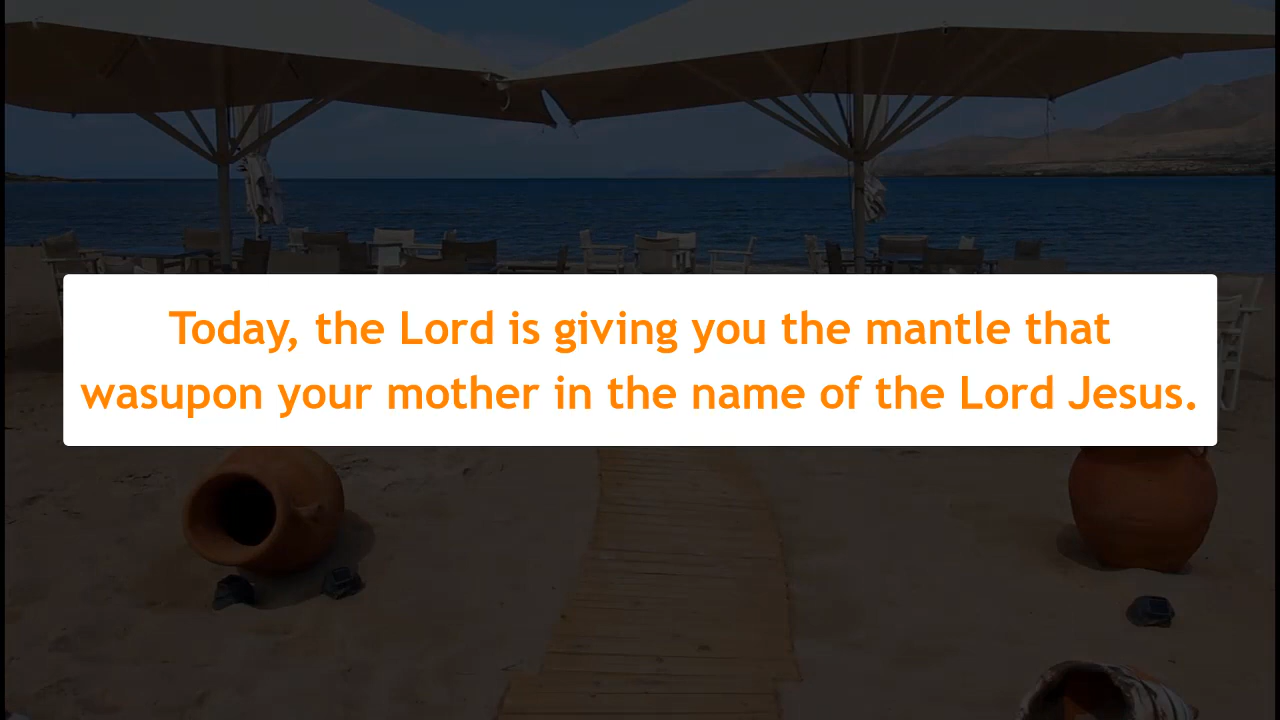 Today, the Lord is giving you the mantle that
wasupon your mother in the name of the Lord Jesus.